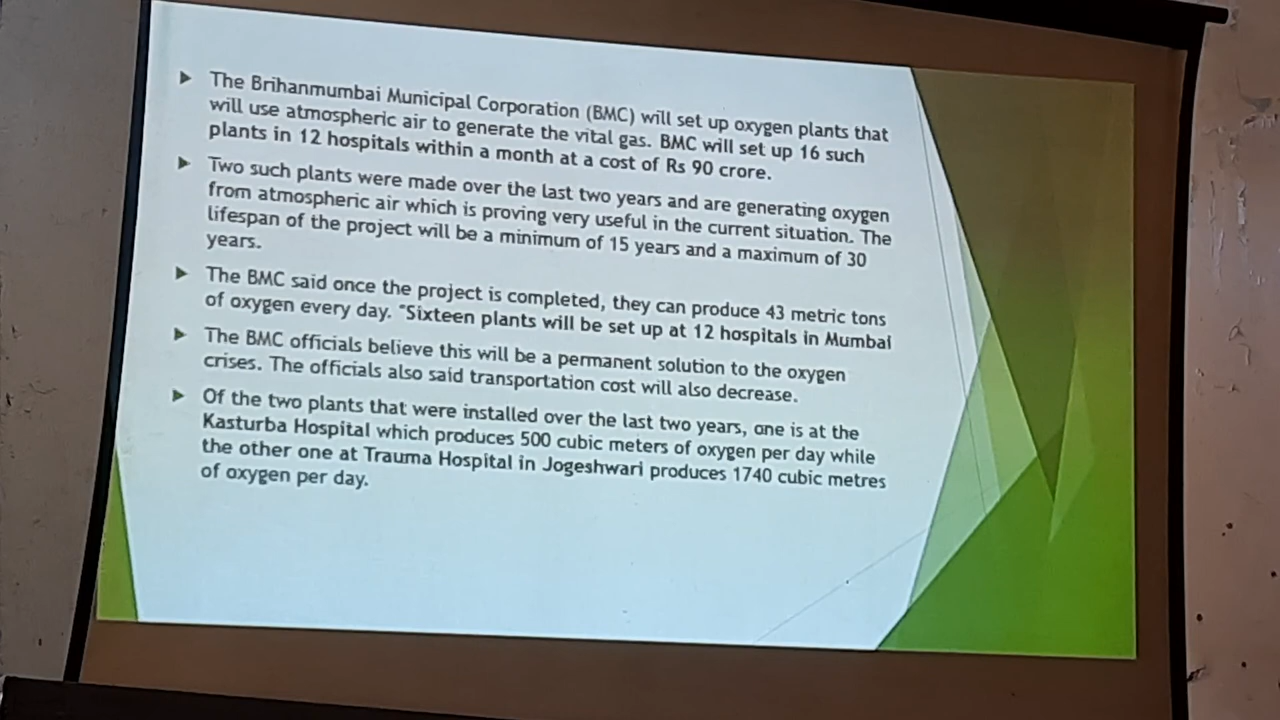 The Brihanmumbai Municipal Corporation (BMC) will set up oxygen plants that
will use atmospheric air to generate the vital gas. BMC will set up 16 such
plants in 12 hospitals within a month at a cost of Rs 90 crore.
Two such plants were made over the last two years and are generating oxygen
from atmospheric air which is proving very useful in the current situation. The
lifespan of the project will be a minimum of 15 years and a maximum of 30
years.
The BMC said once the project is completed, they can produce 43 metric tons
of oxygen every day. "Sixteen plants will be set up at 12 hospitals in Mumbai
The BMC officials believe this will be a permanent solution to the oxygen
crises. The officials also said transportation cost will also decrease.
Of the two plants that were installed over the last two years, one is at the
Kasturba Hospital which produces 500 cubic meters of oxygen per day while
the other one at Trauma Hospital in Jogeshwari produces 1740 cubic metres
of oxygen per day.